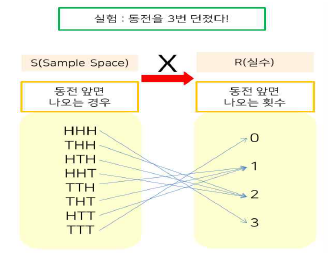 실험 : 동전을 3번 던졌다!
S(Sample Space)
X
R(실수)
동전 앞면
나오는 경우
동전 앞면
나오는 횟수
HHH
THH
HTH
HHT
TTH
THT
HTT
TTT
0
1
2
3